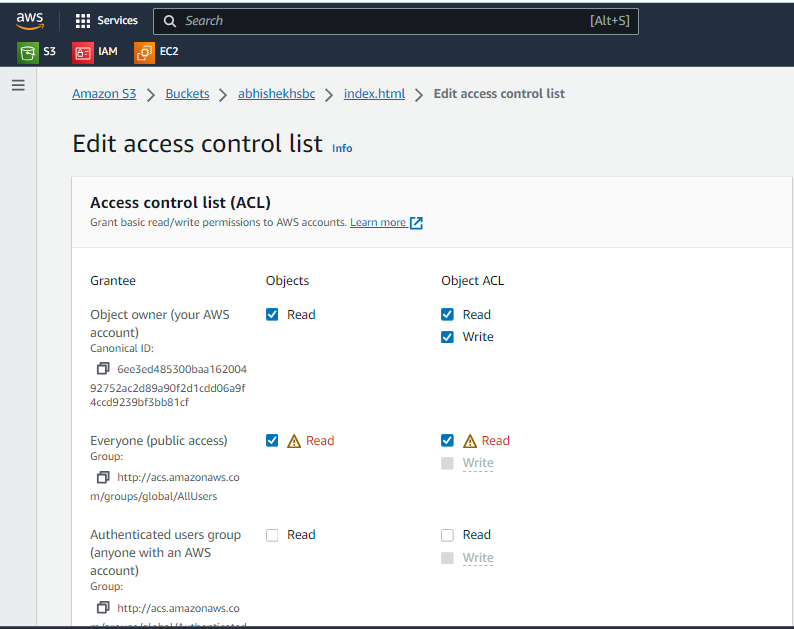 aws Services Search [Alt+S]
S3 IAM EC2
Amazon S3 Buckets abhishekhsbc index.html Edit access control list
Edit access control list Info
Access control list (ACL)
Grant basic read/write permissions to AWS accounts. Learn more
Grantee Objects Object ACL
Object owner (your AWS Read Read
account) Write
Canonical ID:
6ee3ed485300baa162004
92752ac2d89a90f2d1cdd06a9f
4ccd9239bf3bb81cf
Everyone (public access) Read Read
Group: Write
http://acs.amazonaws.co
m/groups/global/AllUsers
Authenticated users group Read Read
(anyone with an AWS Write
account)
Group:
http://acs.amazonaws.co
m/groups/global/Authenticated